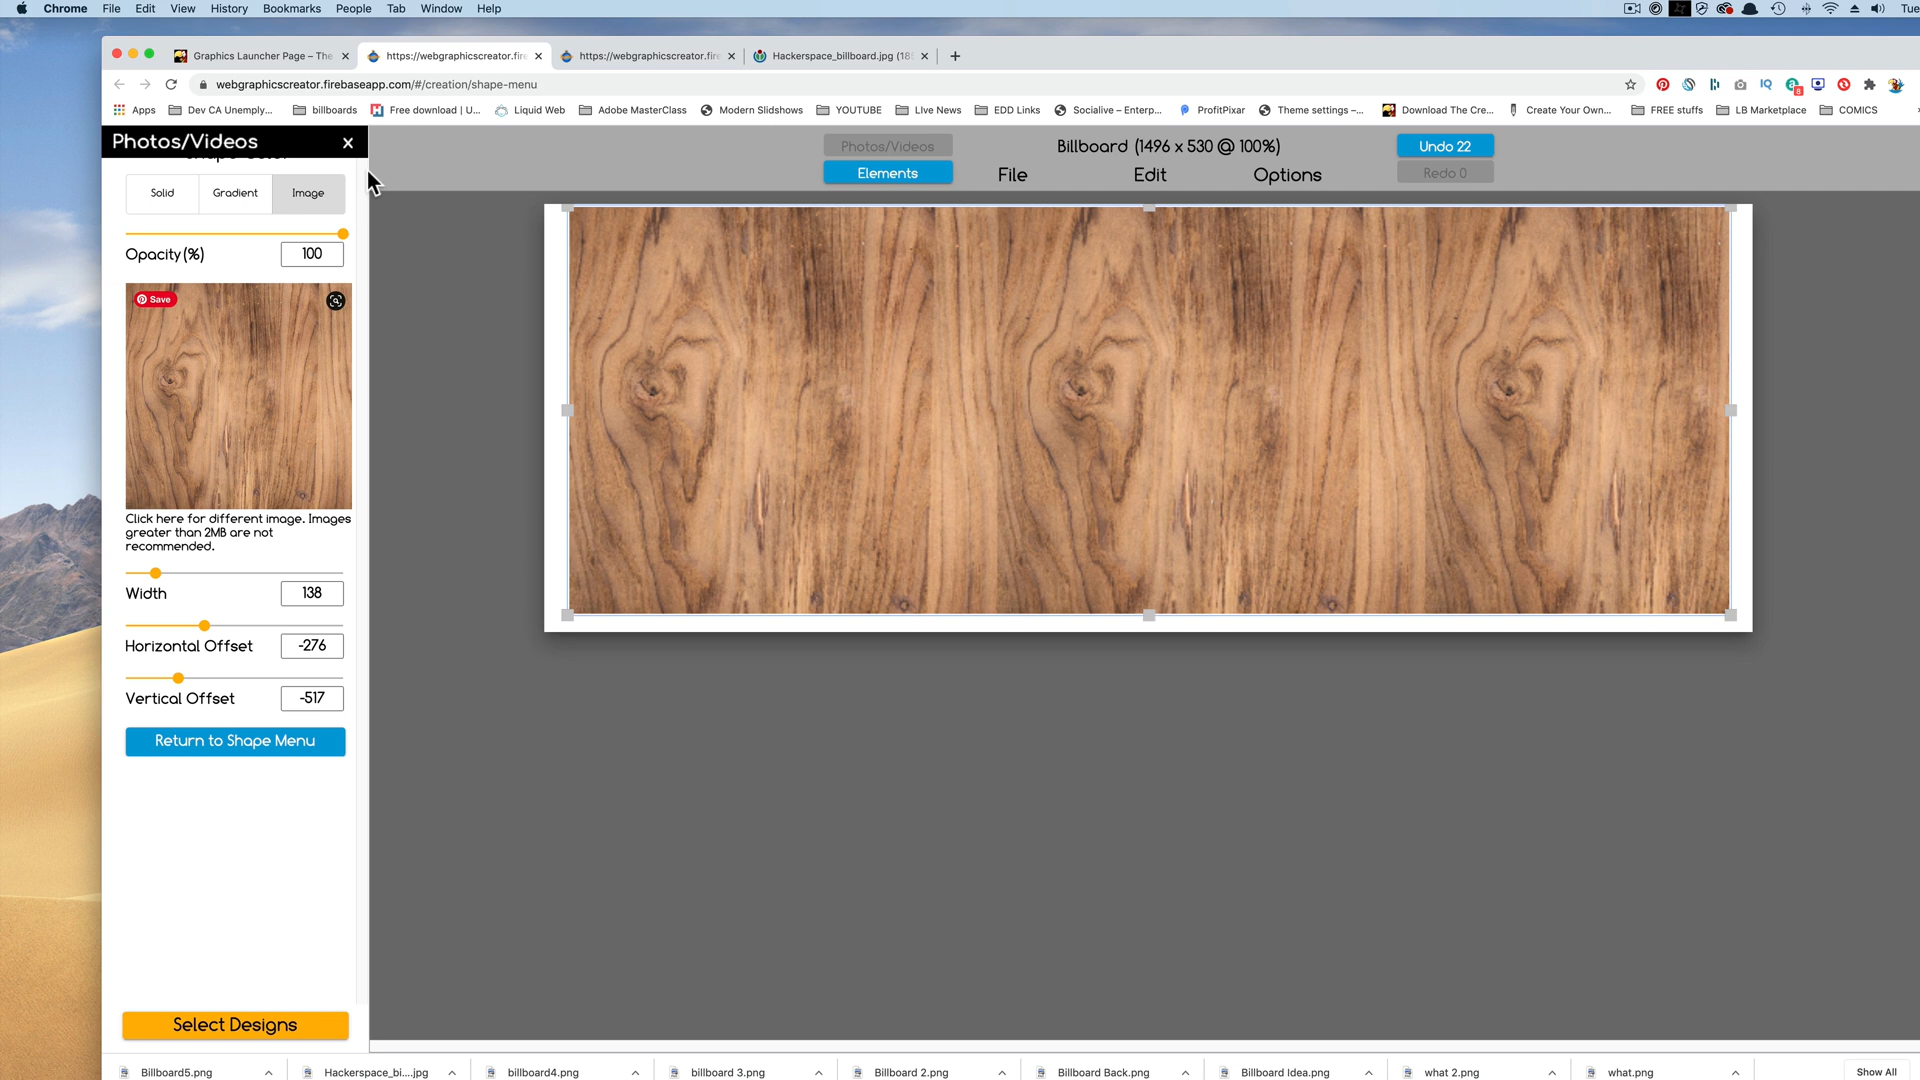 Chrome File Edit View History Bookmarks People Tab Window Help Tue
Graphics Launcher Page – The https://webgraphicscreator.fire https://webgraphicscreator.fire Hackerspace_billboard.jpg (18
webgraphicscreator.firebaseapp.com/#/creation/shape-menu
Apps Dev CA Unemply... billboards Free download | U... Liquid Web Adobe MasterClass Modern Slidshows YOUTUBE LIve News EDD Links Socialive – Enterp... ProfitPixar Theme settings –... Download The Cre... Create Your Own... FREE stuffs LB Marketplace COMICS
Photos/Videos
Solid Gradient Image
Opacity (%) 100
Save
Click here for different image. Images
greater than 2MB are not
recommended.
Width 138
Horizontal Offset -276
Vertical Offset -517
Return to Shape Menu
Select Designs
Photos/Videos Billboard (1496 x 530 @ 100%) Undo 22
Elements File Edit Options Redo 0
Billboard5.png Hackerspace_bi....jpg billboard4.png billboard 3.png Billboard 2.png Billboard Back.png Billboard Idea.png what 2.png what.png Show All